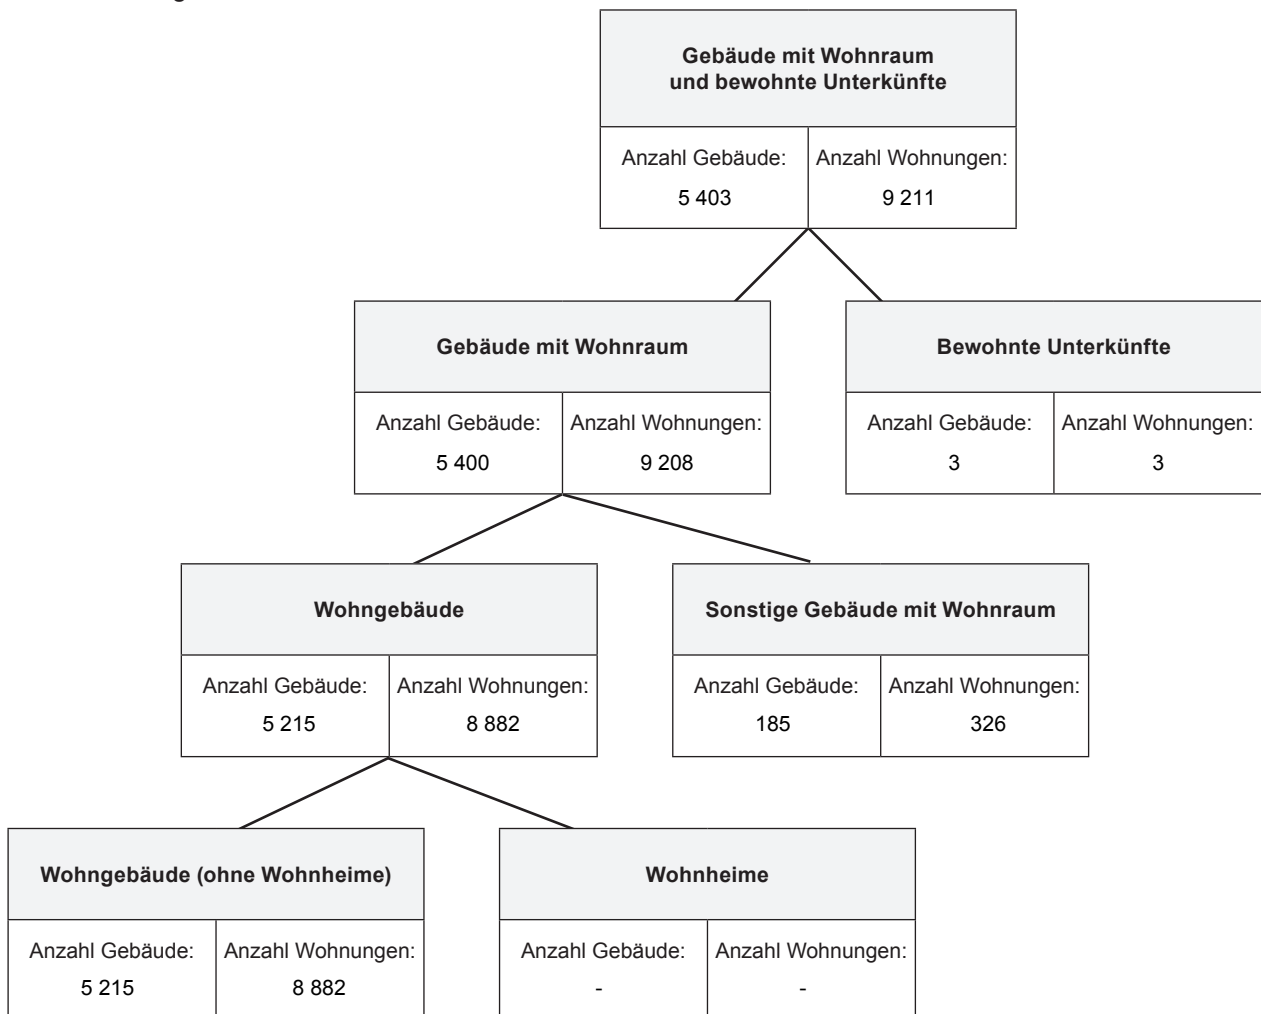 Gebäude mit Wohnraum
und bewohnte Unterkünfte
Anzahl Gebäude: Anzahl Wohnungen:
5 403 9 211
Gebäude mit Wohnraum
Bewohnte Unterkünfte
Anzahl Gebäude: Anzahl Wohnungen:
5 400 9 208
Anzahl Gebäude: Anzahl Wohnungen:
3 3
Wohngebäude
Sonstige Gebäude mit Wohnraum
Anzahl Gebäude: Anzahl Wohnungen:
5 215 8 882
Anzahl Gebäude: Anzahl Wohnungen:
185 326
Wohngebäude (ohne Wohnheime)
Wohnheime
Anzahl Gebäude: Anzahl Wohnungen:
5 215 8 882
Anzahl Gebäude: Anzahl Wohnungen:
- -